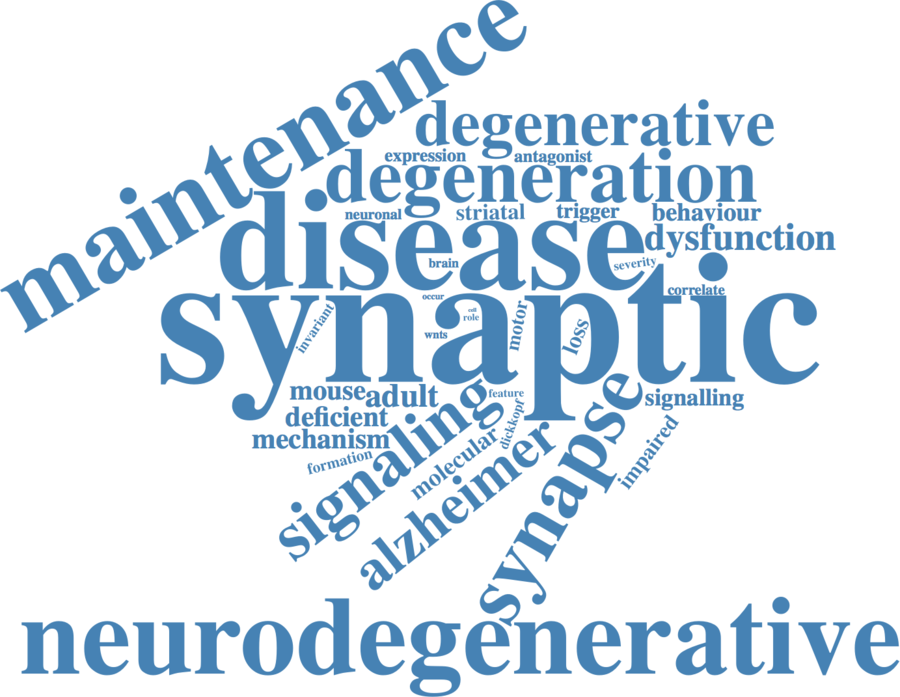 maintenance
degenerative
expression antagonist
degeneration
neuronal striatal trigger behaviour
disease dysfunction
brain severity
correlate
synaptic
occur
cell
role
wnts
invariant
motor
loss
mouse adult feature signalling
deficient
dickkopf
mechanism
formation
signaling
molecular
alzheimer
synapse
impaired
neurodegenerative